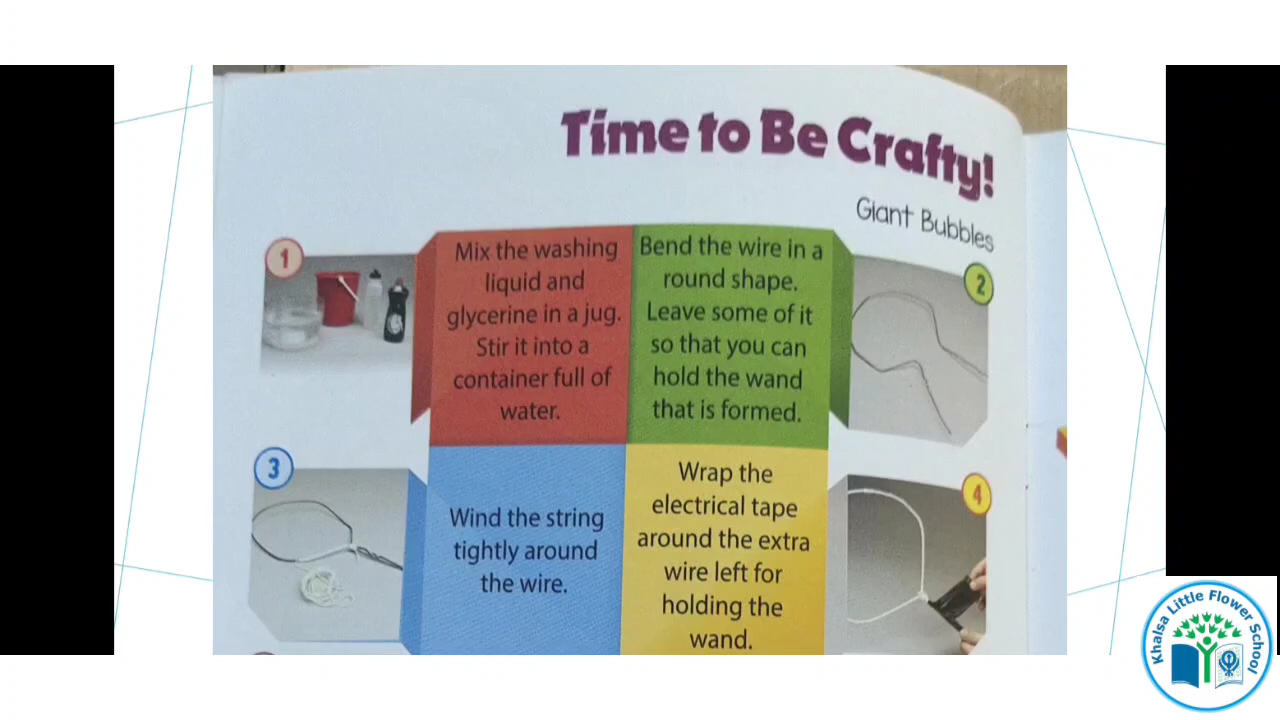 Time to Be Crafty!
Giant Bubbles
1
Mix the washing
liquid and
glycerine in a jug.
Stir it into a
container full of
water.
Bend the wire in a
round shape.
Leave some of it
so that you can
hold the wand
that is formed.
2
3
Wind the string
tightly around
the wire.
Wrap the
electrical tape
around the extra
wire left for
holding the
wand.
4
Khalsa Little Flower School